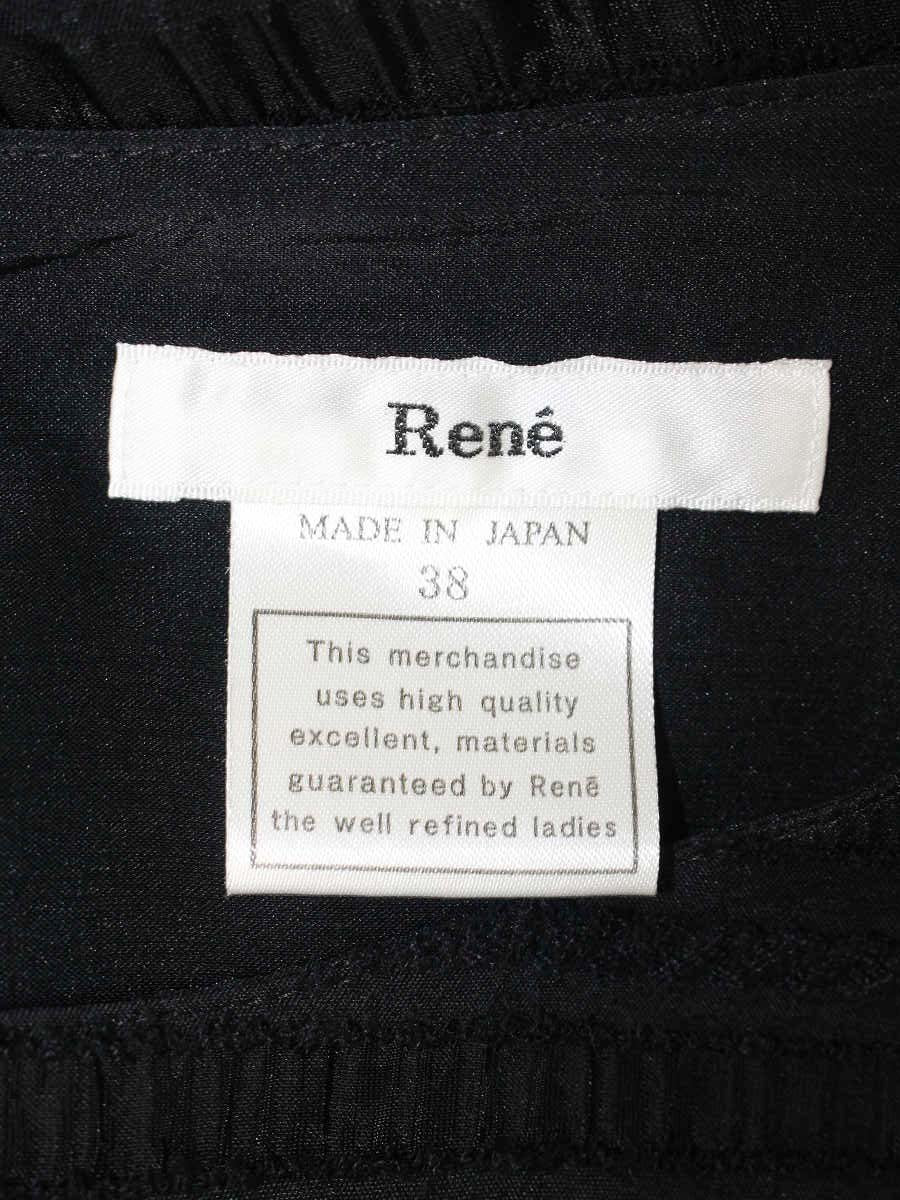 René
MADE IN JAPAN
38
This merchandise
uses high quality
excellent, materials
guaranteed by Renē
the well refined ladies